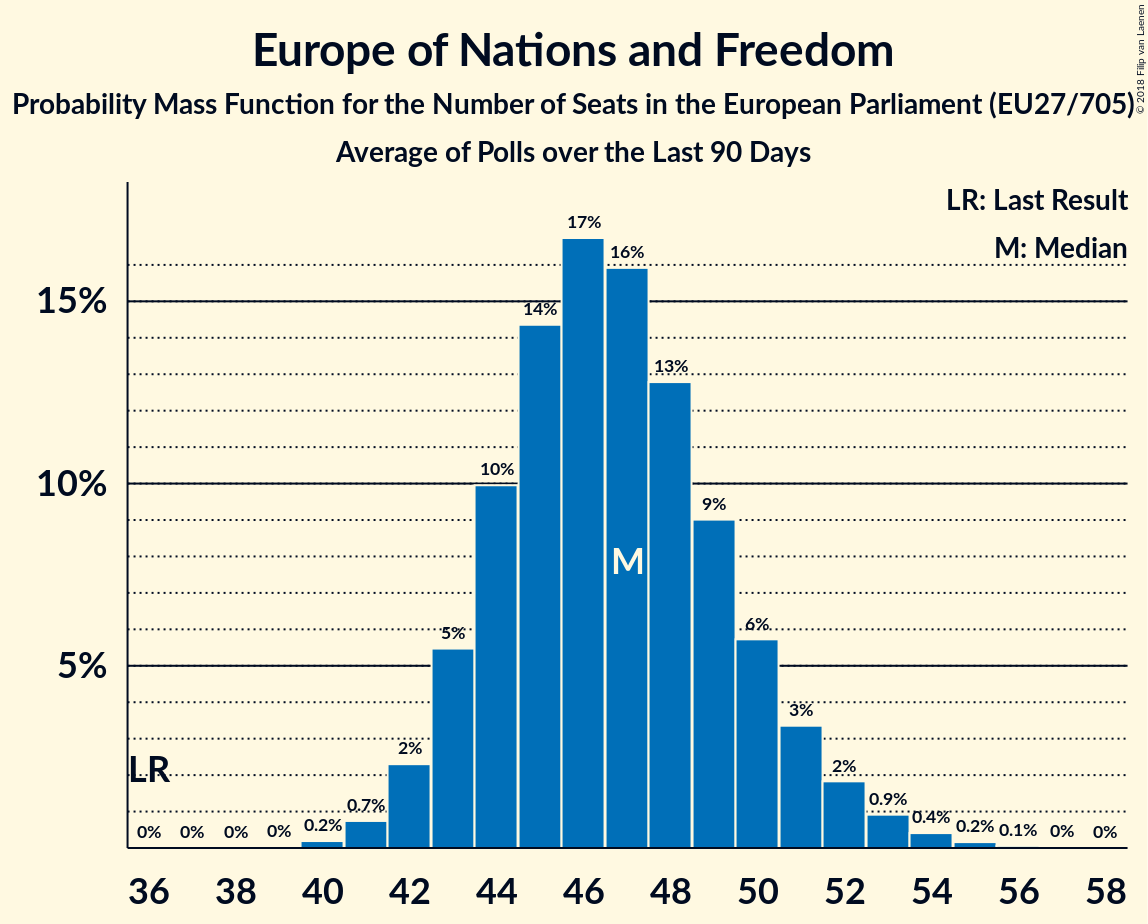 Europe of Nations and Freedom
Probability Mass Function for the Number of Seats in the European Parliament (EU27/705)
Average of Polls over the Last 90 Days
© 2018 Filip van Laenen
LR: Last Result
M: Median
15%
10%
5%
0%
0%
0%
0%
0.2%
0.7%
2%
5%
10%
14%
17%
16%
13%
9%
6%
3%
2%
0.9%
0.4%
0.2%
0.1%
0%
0%
LR
M
36 38 40 42 44 46 48 50 52 54 56 58